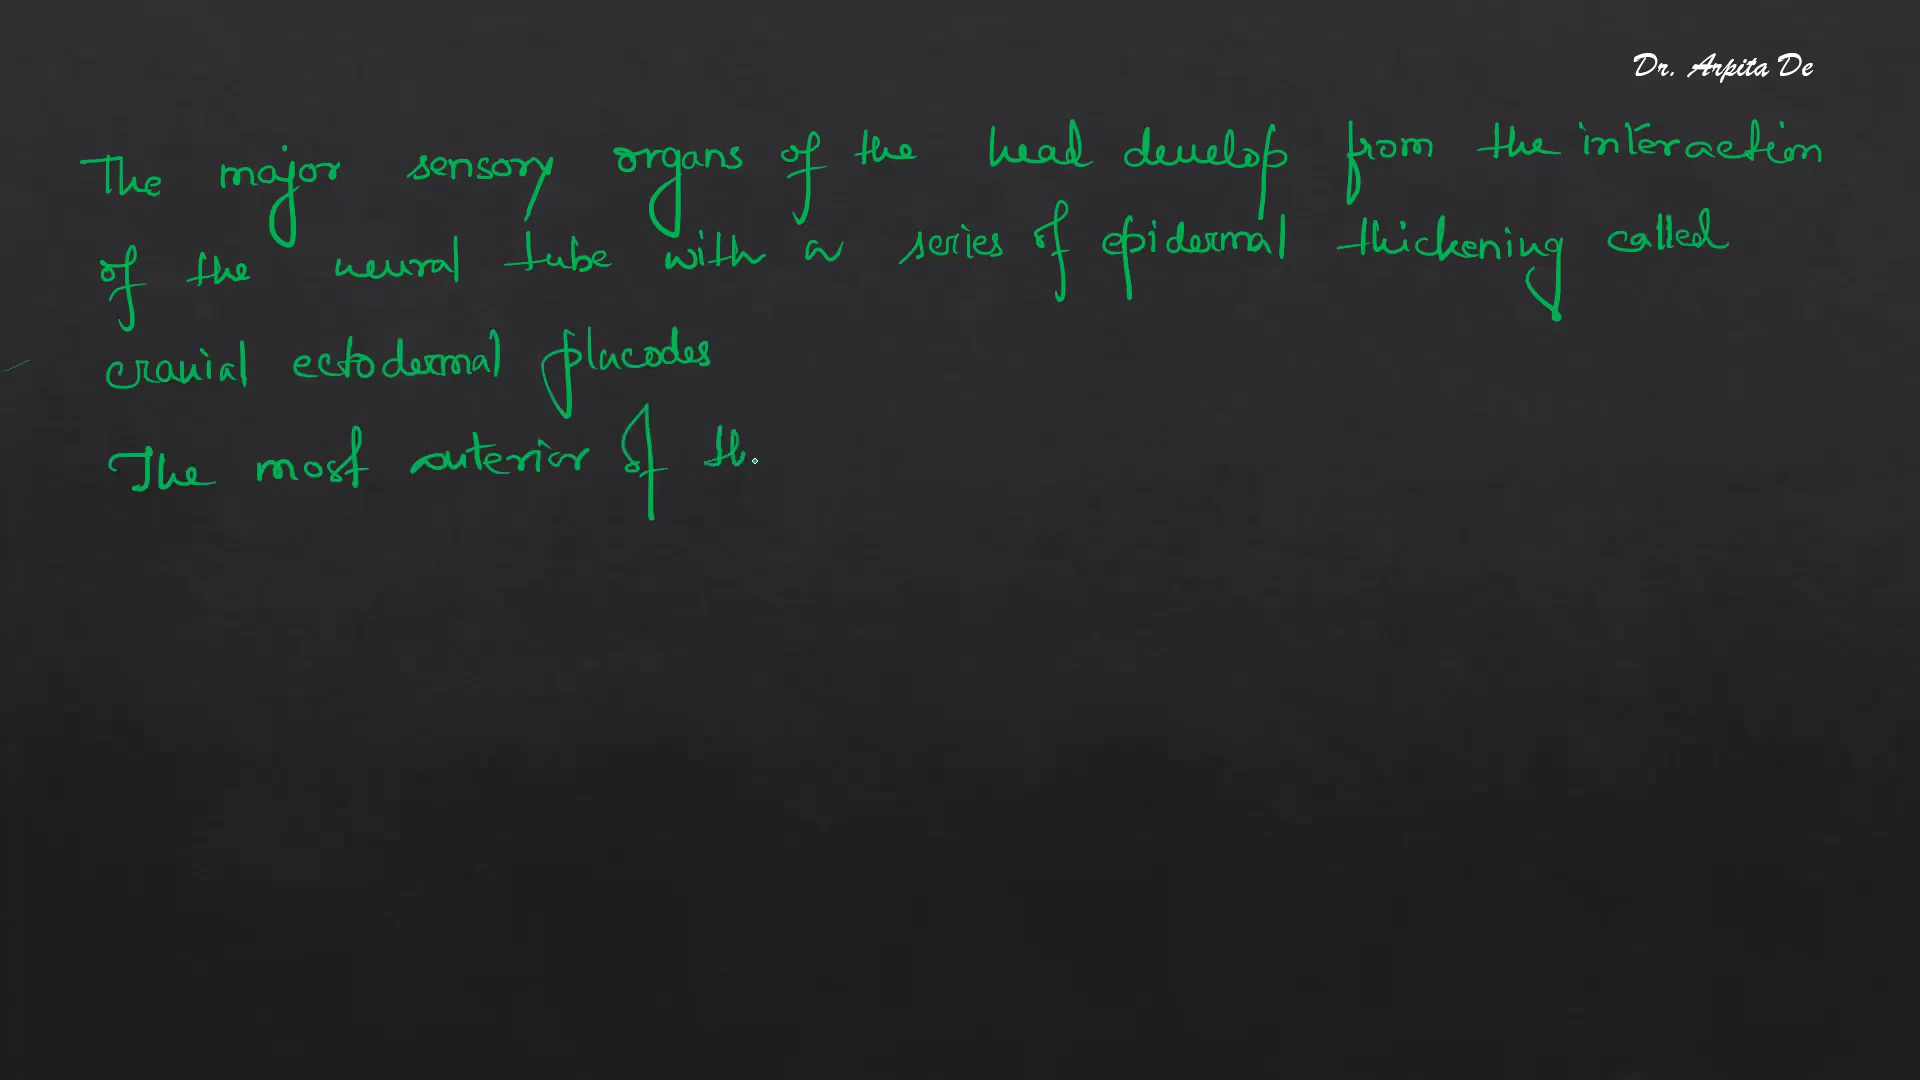 Dr. Arpita De
The major sensory organs of the head develop from the interaction
of the neural tube with a series of epidermal thickening called
cranial ectodermal placodes
The most anterior of th